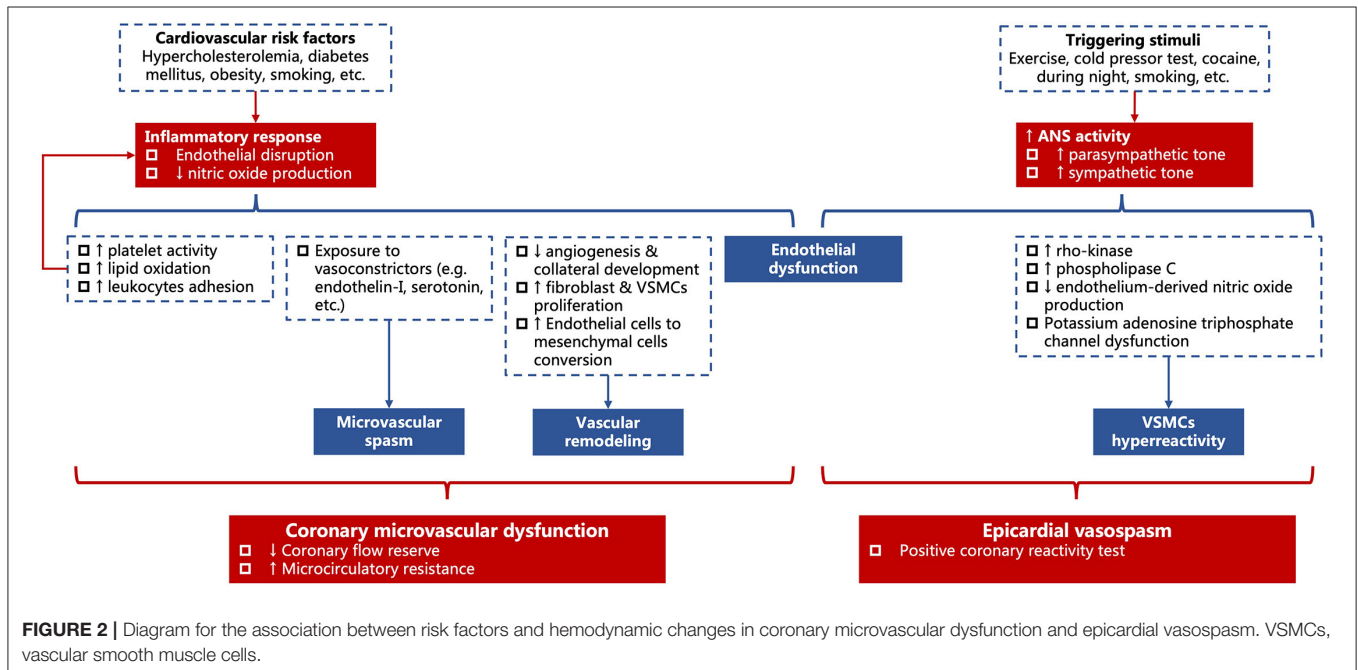 Cardiovascular risk factors
Hypercholesterolemia, diabetes
mellitus, obesity, smoking, etc.
Triggering stimuli
Exercise, cold pressor test, cocaine,
during night, smoking, etc.
Inflammatory response
Endothelial disruption
↓ nitric oxide production
↑ ANS activity
↑ parasympathetic tone
↑ sympathetic tone
↑ platelet activity
↑ lipid oxidation
↑ leukocytes adhesion
Exposure to
vasoconstrictors (e.g.
endothelin-I, serotonin,
etc.)
↓ angiogenesis &
collateral development
↑ fibroblast & VSMCs
proliferation
↑ Endothelial cells to
mesenchymal cells
conversion
Endothelial
dysfunction
↑ rho-kinase
↑ phospholipase C
↓ endothelium-derived nitric oxide
production
Potassium adenosine triphosphate
channel dysfunction
Microvascular
spasm
Vascular
remodeling
VSMCs
hyperreactivity
Coronary microvascular dysfunction
↓ Coronary flow reserve
↑ Microcirculatory resistance
Epicardial vasospasm
Positive coronary reactivity test
FIGURE 2 | Diagram for the association between risk factors and hemodynamic changes in coronary microvascular dysfunction and epicardial vasospasm. VSMCs,
vascular smooth muscle cells.